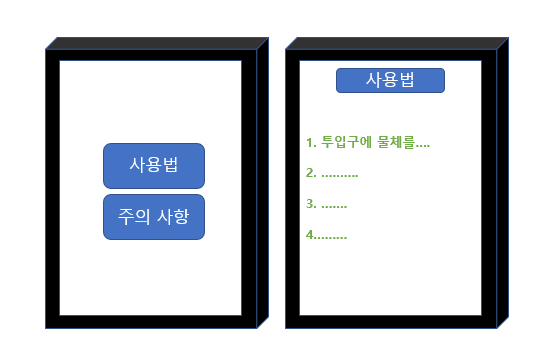 사용법
주의 사항
사용법
1. 투입구에 물체를....
2. ..........
3. .......
4.........